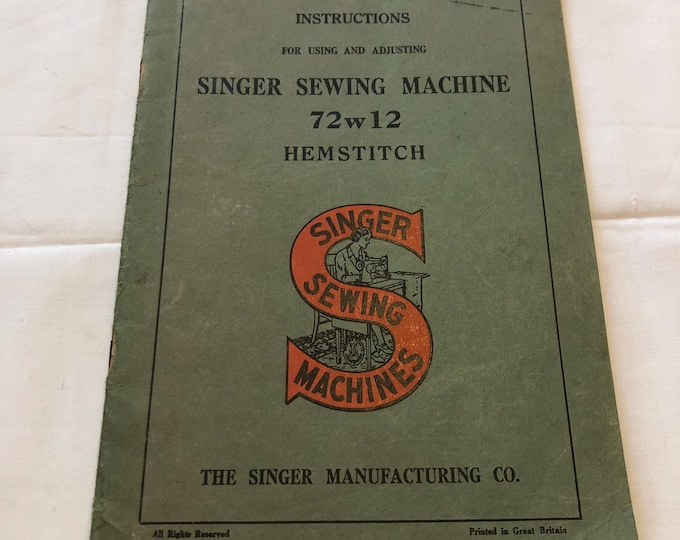 INSTRUCTIONS
FOR USING AND ADJUSTING
SINGER SEWING MACHINE
72w12
HEMSTITCH
SINGER
SEWING
MACHINES
THE SINGER MANUFACTURING CO.
All Rights Reserved
Printed in Great Britain